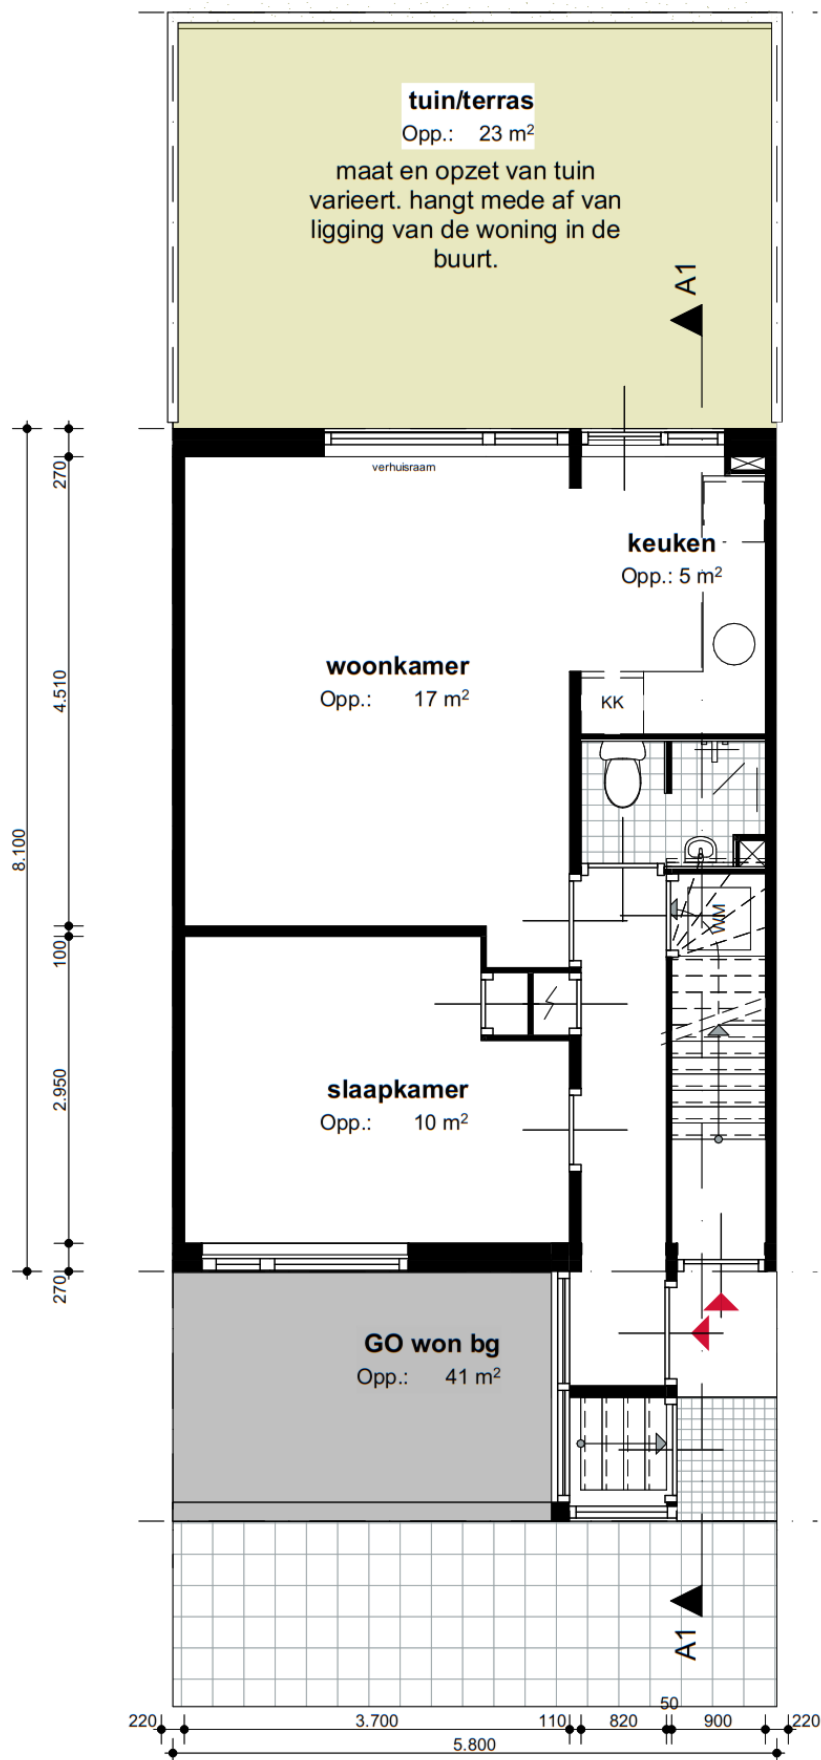 tuin/terras
Opp.: 23 m²
maat en opzet van tuin
varieert. hangt mede af van
ligging van de woning in de
buurt.
A1
270
verhuisraam
keuken
Opp.: 5 m²
woonkamer
Opp.: 17 m²
KK
4.510
8.100
WM
100
slaapkamer
Opp.: 10 m²
2.950
270
GO won bg
Opp.: 41 m²
A1
50
220 3.700 110 820 900 220
5.800